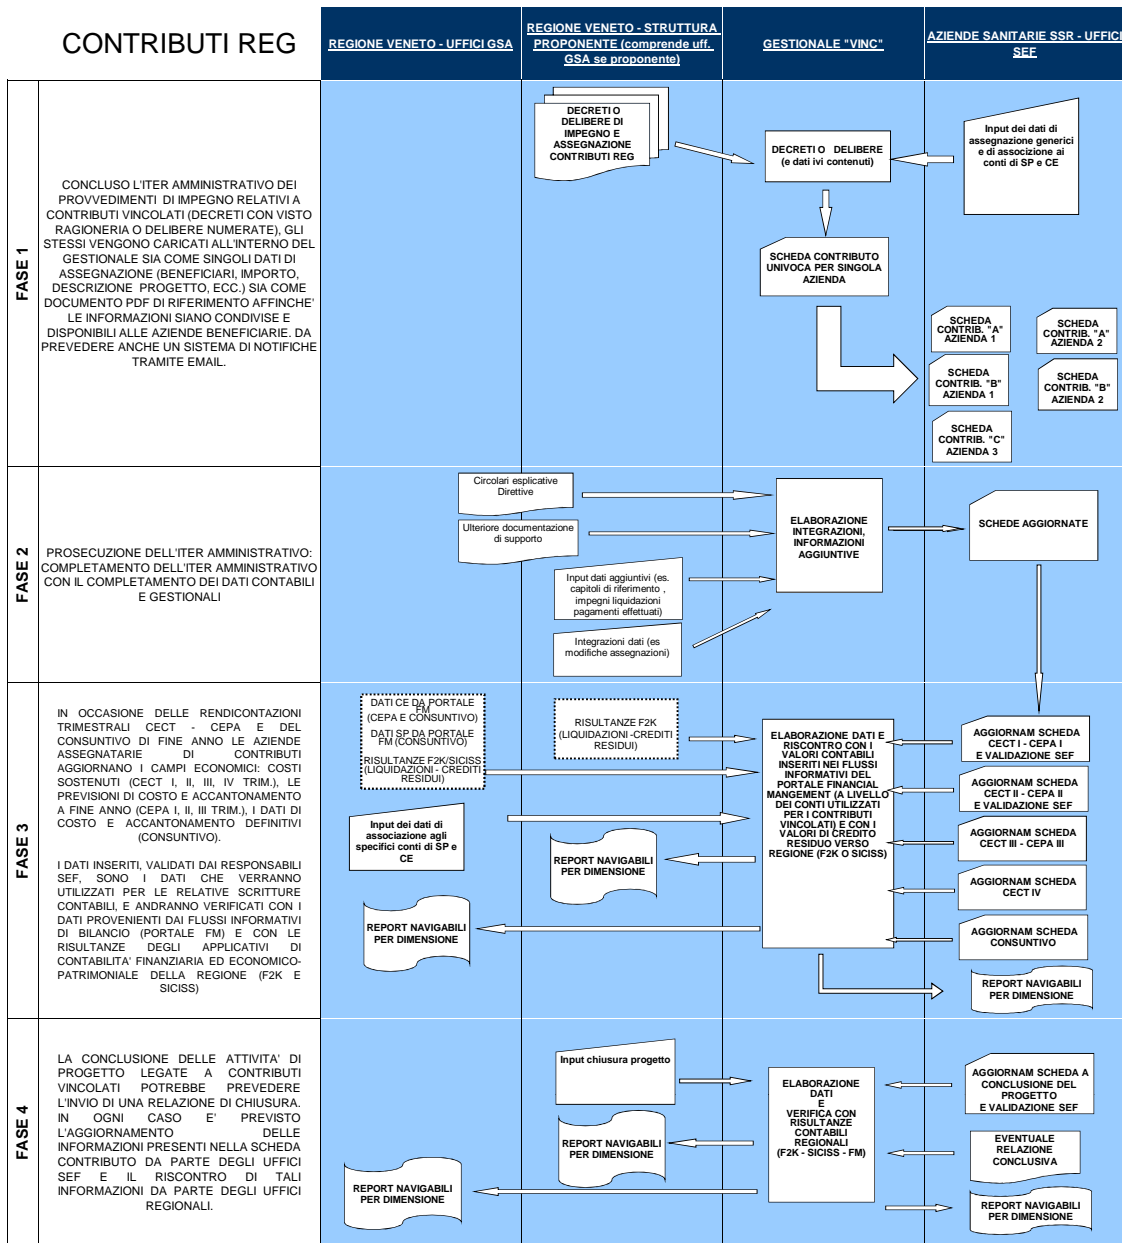 CONTRIBUTI REG
REGIONE VENETO - UFFICI GSA
REGIONE VENETO - STRUTTURA
PROPONENTE (comprende uff.
GSA se proponente)
GESTIONALE "VINC"
AZIENDE SANITARIE SSR - UFFICI
SEF
FASE 1
CONCLUSO L'ITER AMMINISTRATIVO DEI
PROVVEDIMENTI DI IMPEGNO RELATIVI A
CONTRIBUTI VINCOLATI (DECRETI CON VISTO
RAGIONERIA O DELIBERE NUMERATE), GLI
STESSI VENGONO CARICATI ALL'INTERNO DEL
GESTIONALE SIA COME SINGOLI DATI DI
ASSEGNAZIONE (BENEFICIARI, IMPORTO,
DESCRIZIONE PROGETTO, ECC.) SIA COME
DOCUMENTO PDF DI RIFERIMENTO AFFINCHE'
LE INFORMAZIONI SIANO CONDIVISE E
DISPONIBILI ALLE AZIENDE BENEFICIARIE. DA
PREVEDERE ANCHE UN SISTEMA DI NOTIFICHE
TRAMITE EMAIL.
DECRETI O
DELIBERE DI
IMPEGNO E
ASSEGNAZIONE
CONTRIBUTI REG
DECRETI O DELIBERE
(e dati ivi contenuti)
Input dei dati di
assegnazione generici
e di associzione ai
conti di SP e CE
SCHEDA CONTRIBUTO
UNIVOCA PER SINGOLA
AZIENDA
SCHEDA
CONTRIB. "A"
AZIENDA 1
SCHEDA
CONTRIB. "A"
AZIENDA 2
SCHEDA
CONTRIB. "B"
AZIENDA 1
SCHEDA
CONTRIB. "B"
AZIENDA 2
SCHEDA
CONTRIB. "C"
AZIENDA 3
FASE 2
PROSECUZIONE DELL'ITER AMMINISTRATIVO:
COMPLETAMENTO DELL'ITER AMMINISTRATIVO
CON IL COMPLETAMENTO DEI DATI CONTABILI
E GESTIONALI
Circolari esplicative
Direttive
Ulteriore documentazione
di supporto
Input dati aggiuntivi (es.
capitoli di riferimento ,
impegni liquidazioni
pagamenti effettuati)
Integrazioni dati (es
modifiche assegnazioni)
ELABORAZIONE
INTEGRAZIONI,
INFORMAZIONI
AGGIUNTIVE
SCHEDE AGGIORNATE
FASE 3
IN OCCASIONE DELLE RENDICONTAZIONI
TRIMESTRALI CECT - CEPA E DEL
CONSUNTIVO DI FINE ANNO LE AZIENDE
ASSEGNATARIE DI CONTRIBUTI
AGGIORNANO I CAMPI ECONOMICI: COSTI
SOSTENUTI (CECT I, II, III, IV TRIM.), LE
PREVISIONI DI COSTO E ACCANTONAMENTO
A FINE ANNO (CEPA I, II, III TRIM.), I DATI DI
COSTO E ACCANTONAMENTO DEFINITIVI
(CONSUNTIVO).
I DATI INSERITI, VALIDATI DAI RESPONSABILI
SEF, SONO I DATI CHE VERRANNO
UTILIZZATI PER LE RELATIVE SCRITTURE
CONTABILI, E ANDRANNO VERIFICATI CON I
DATI PROVENIENTI DAI FLUSSI INFORMATIVI
DI BILANCIO (PORTALE FM) E CON LE
RISULTANZE DEGLI APPLICATIVI DI
CONTABILITA' FINANZIARIA ED ECONOMICO-
PATRIMONIALE DELLA REGIONE (F2K E
SICISS)
DATI CE DA PORTALE
FM
(CEPA E CONSUNTIVO)
DATI SP DA PORTALE
FM (CONSUNTIVO)
RISULTANZE F2K/SICISS
(LIQUIDAZIONI - CREDITI
RESIDUI)
RISULTANZE F2K
(LIQUIDAZIONI -CREDITI
RESIDUI)
Input dei dati di
associazione agli
specifici conti di SP e
CE
REPORT NAVIGABILI
PER DIMENSIONE
REPORT NAVIGABILI
PER DIMENSIONE
ELABORAZIONE DATI E
RISCONTRO CON I
VALORI CONTABILI
INSERITI NEI FLUSSI
INFORMATIVI DEL
PORTALE FINANCIAL
MANGEMENT (A LIVELLO
DEI CONTI UTILIZZATI
PER I CONTRIBUTI
VINCOLATI) E CON I
VALORI DI CREDITO
RESIDUO VERSO
REGIONE (F2K O SICISS)
AGGIORNAM SCHEDA
CECT I - CEPA I
E VALIDAZIONE SEF
AGGIORNAM SCHEDA
CECT II - CEPA II
E VALIDAZIONE SEF
AGGIORNAM SCHEDA
CECT III - CEPA III
AGGIORNAM SCHEDA
CECT IV
AGGIORNAM SCHEDA
CONSUNTIVO
REPORT NAVIGABILI
PER DIMENSIONE
FASE 4
LA CONCLUSIONE DELLE ATTIVITA' DI
PROGETTO LEGATE A CONTRIBUTI
VINCOLATI POTREBBE PREVEDERE
L'INVIO DI UNA RELAZIONE DI CHIUSURA.
IN OGNI CASO E' PREVISTO
L'AGGIORNAMENTO DELLE
INFORMAZIONI PRESENTI NELLA SCHEDA
CONTRIBUTO DA PARTE DEGLI UFFICI
SEF E IL RISCONTRO DI TALI
INFORMAZIONI DA PARTE DEGLI UFFICI
REGIONALI.
Input chiusura progetto
REPORT NAVIGABILI
PER DIMENSIONE
REPORT NAVIGABILI
PER DIMENSIONE
ELABORAZIONE
DATI
E
VERIFICA CON
RISULTANZE
CONTABILI
REGIONALI
(F2K - SICISS - FM)
AGGIORNAM SCHEDA A
CONCLUSIONE DEL
PROGETTO
E VALIDAZIONE SEF
EVENTUALE
RELAZIONE
CONCLUSIVA
REPORT NAVIGABILI
PER DIMENSIONE